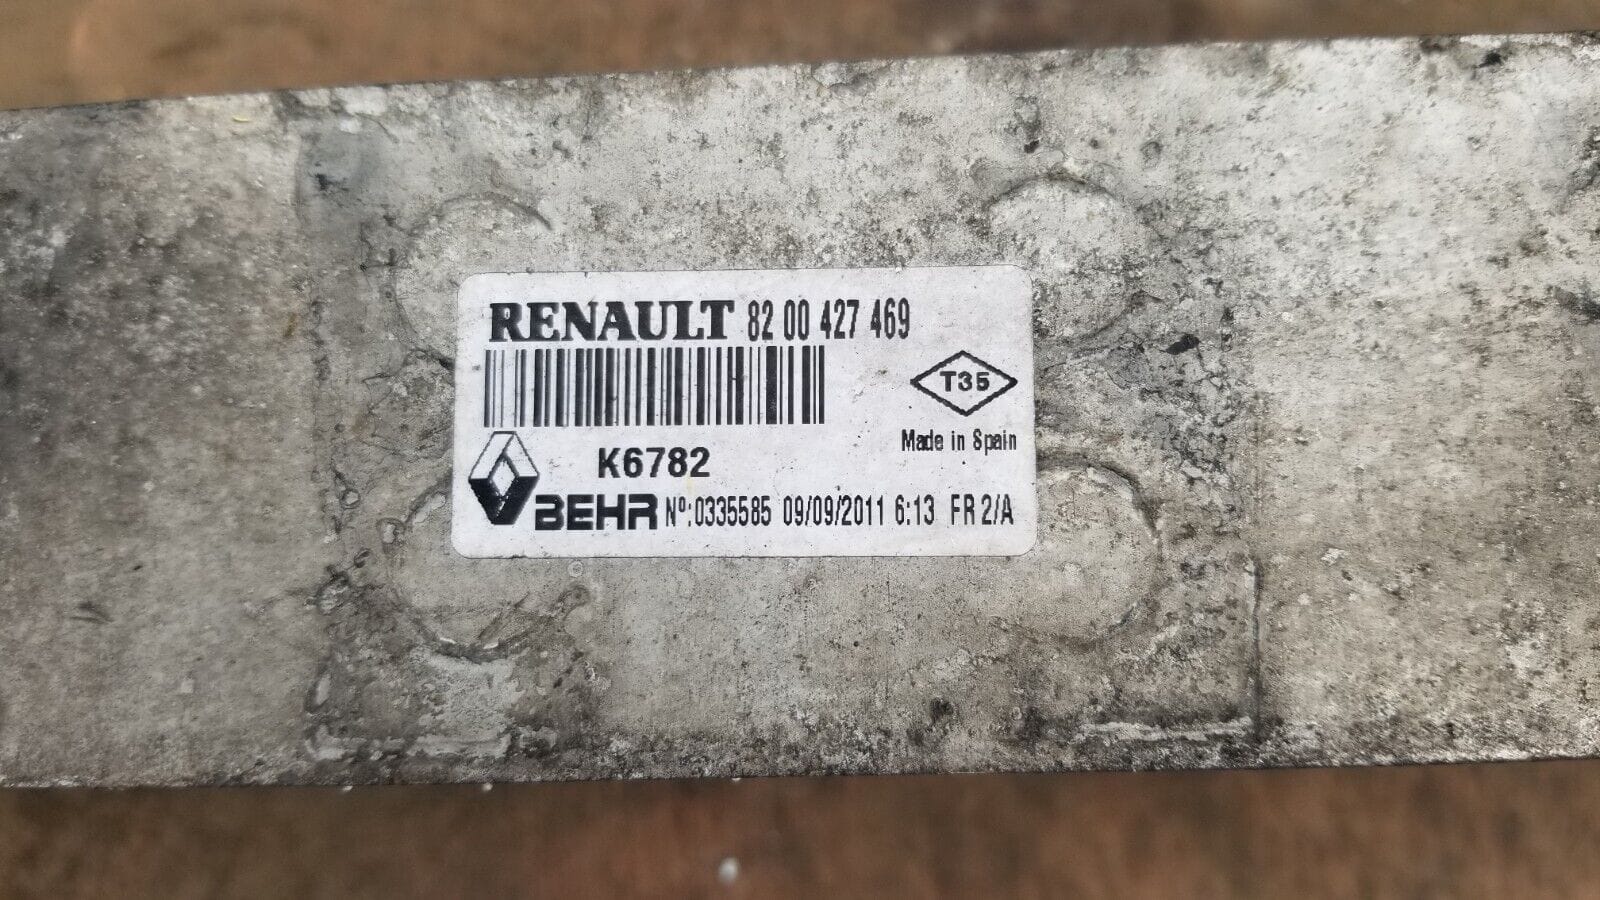 RENAULT 82 00 427 469
T35
Made in Spain
K6782
BEHR Nº:0335585 09/09/2011 6:13 FR 2/A